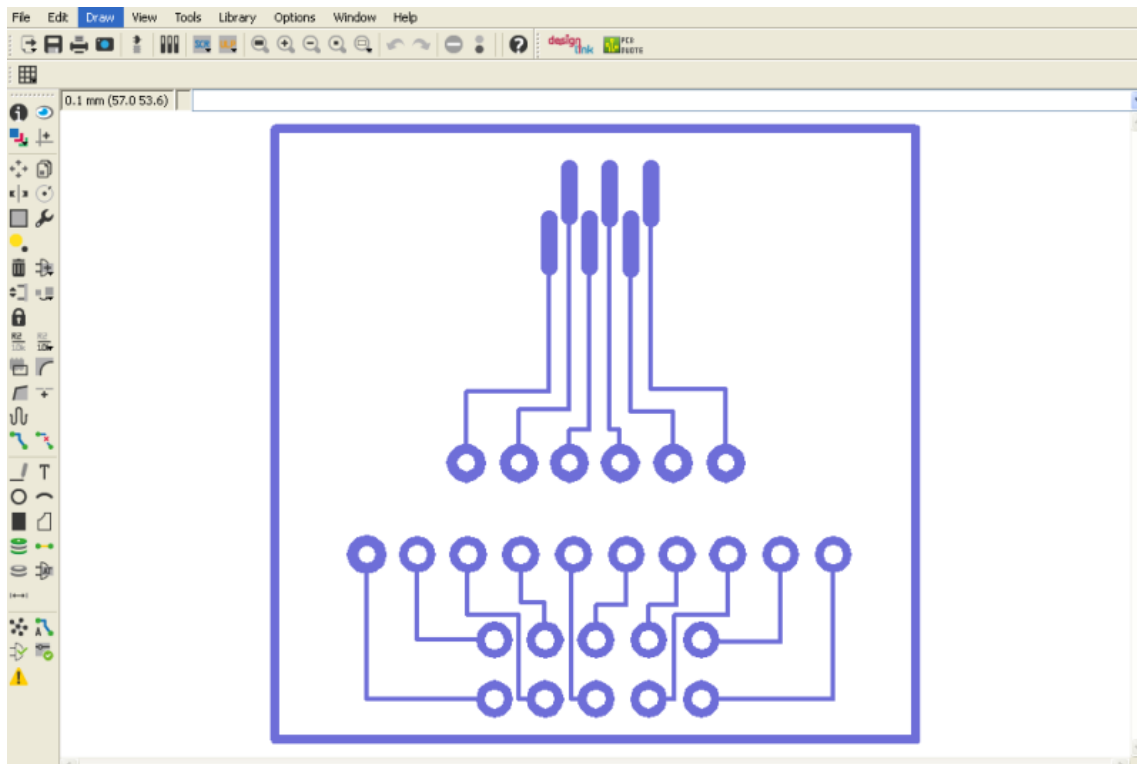 File Edit Draw View Tools Library Options Window Help
design link PCB QUOTE
0.1 mm (57.0 53.6)
T